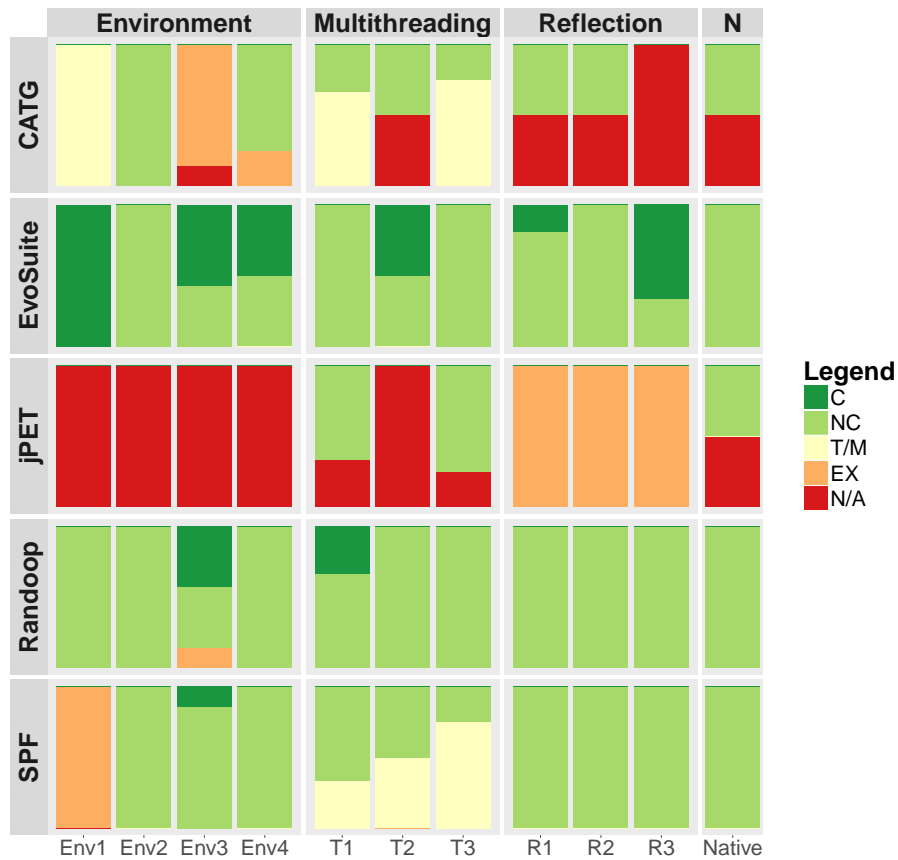 Environment Multithreading Reflection N
CATG
EvoSuite
jPET
Randoop
SPF
Legend
C
NC
T/M
EX
N/A
Env1 Env2 Env3 Env4 T1 T2 T3 R1 R2 R3 Native